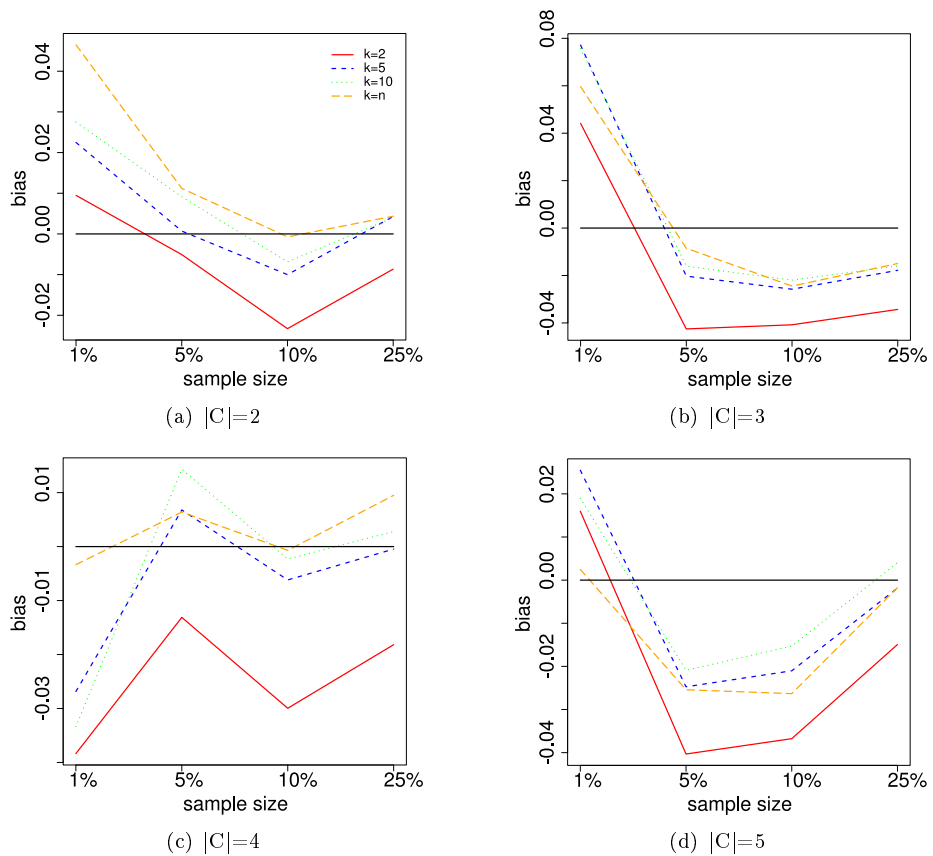 0.04
0.02
0.00
-0.02
bias
k=2
k=5
k=10
k=n
1% 5% 10% 25%
sample size
(a) |C|=2
0.08
0.04
0.00
-0.04
bias
1% 5% 10% 25%
sample size
(b) |C|=3
0.01
-0.01
-0.03
bias
1% 5% 10% 25%
sample size
(c) |C|=4
0.02
0.00
-0.02
-0.04
bias
1% 5% 10% 25%
sample size
(d) |C|=5